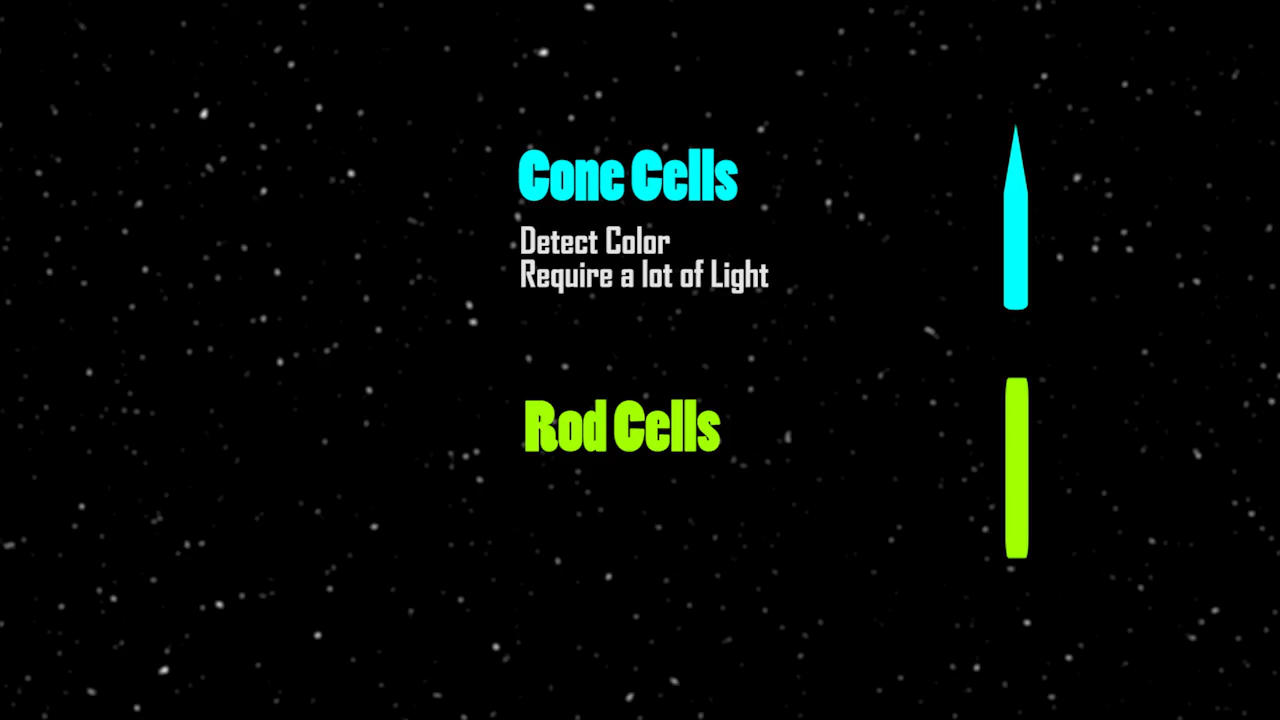 Cone Cells
Detect Color
Require a lot of Light
Rod Cells